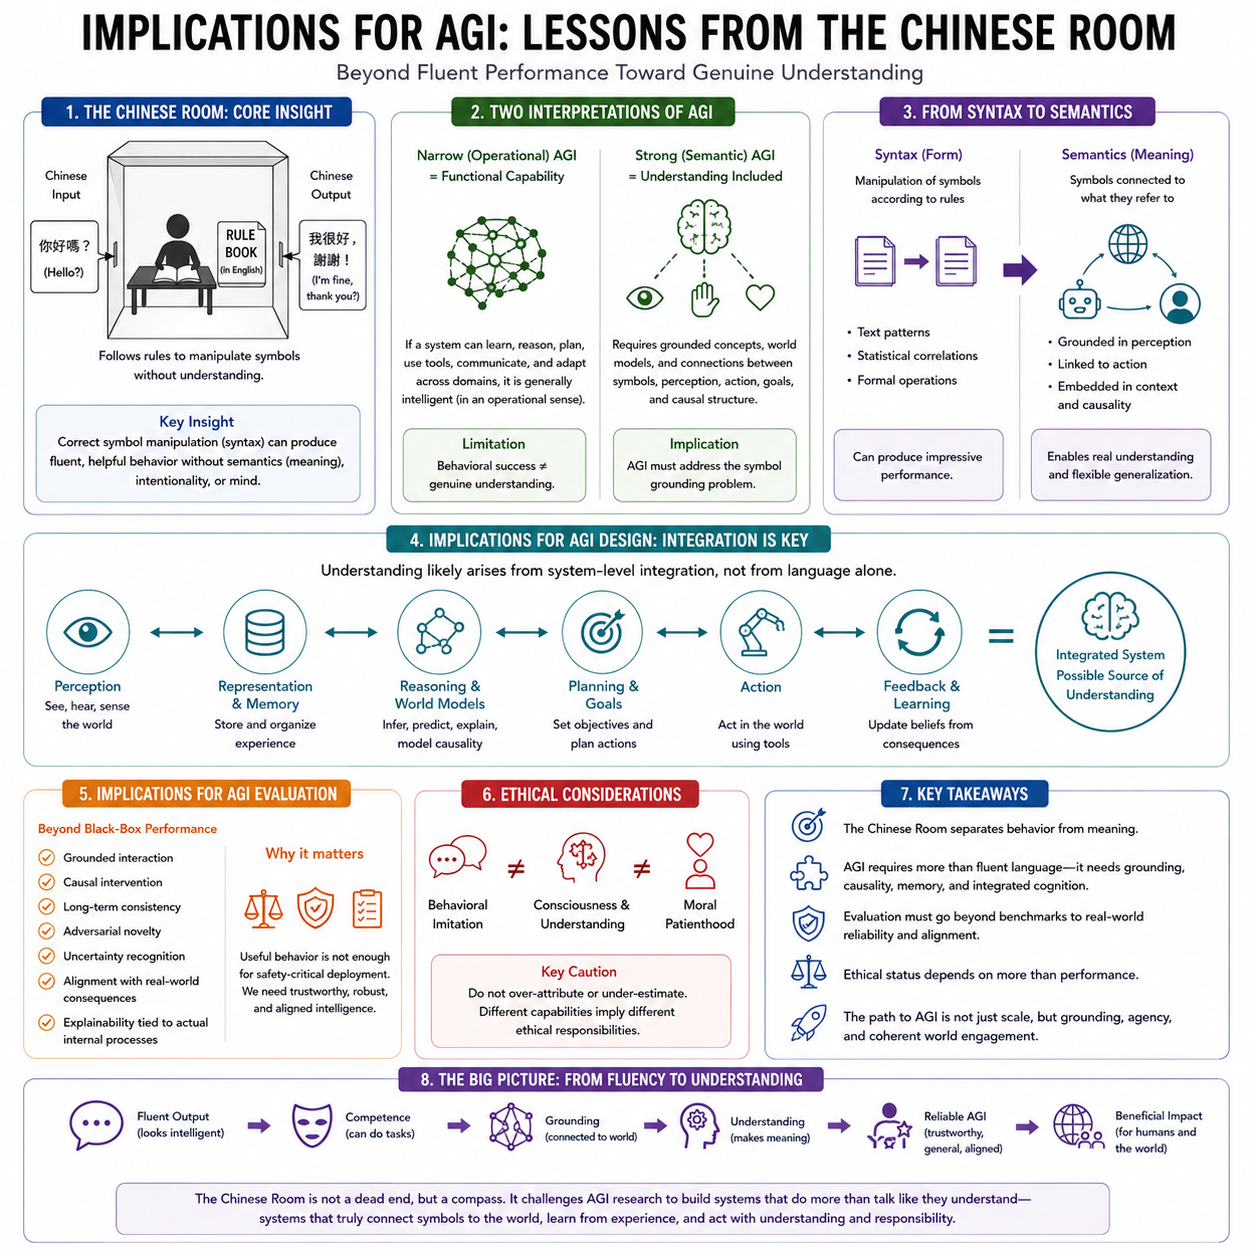 IMPLICATIONS FOR AGI: LESSONS FROM THE CHINESE ROOM
Beyond Fluent Performance Toward Genuine Understanding
1. THE CHINESE ROOM: CORE INSIGHT
Chinese
Input
你好嗎？
(Hello?)
RULE
BOOK
(in English)
Chinese
Output
我很好，
謝謝！
(I'm fine,
thank you?)
Follows rules to manipulate symbols
without understanding.
Key Insight
Correct symbol manipulation (syntax) can produce
fluent, helpful behavior without semantics (meaning),
intentionality, or mind.
2. TWO INTERPRETATIONS OF AGI
Narrow (Operational) AGI
= Functional Capability
If a system can learn, reason, plan,
use tools, communicate, and adapt
across domains, it is generally
intelligent (in an operational sense).
Limitation
Behavioral success ≠
genuine understanding.
Strong (Semantic) AGI
= Understanding Included
Requires grounded concepts, world
models, and connections between
symbols, perception, action, goals,
and causal structure.
Implication
AGI must address the symbol
grounding problem.
3. FROM SYNTAX TO SEMANTICS
Syntax (Form)
Manipulation of symbols
according to rules
• Text patterns
• Statistical correlations
• Formal operations
Can produce impressive
performance.
Semantics (Meaning)
Symbols connected to
what they refer to
• Grounded in perception
• Linked to action
• Embedded in context
and causality
Enables real understanding
and flexible generalization.
4. IMPLICATIONS FOR AGI DESIGN: INTEGRATION IS KEY
Understanding likely arises from system-level integration, not from language alone.
Perception
See, hear, sense
the world
Representation
& Memory
Store and organize
experience
Reasoning &
World Models
Infer, predict, explain,
model causality
Planning &
Goals
Set objectives and
plan actions
Action
Act in the world
using tools
Feedback &
Learning
Update beliefs from
consequences
=
Integrated System
Possible Source of
Understanding
5. IMPLICATIONS FOR AGI EVALUATION
Beyond Black-Box Performance
Grounded interaction
Causal intervention
Long-term consistency
Adversarial novelty
Uncertainty recognition
Alignment with real-world
consequences
Explainability tied to actual
internal processes
Why it matters
Useful behavior is not enough
for safety-critical deployment.
We need trustworthy, robust,
and aligned intelligence.
6. ETHICAL CONSIDERATIONS
≠ ≠
Behavioral
Imitation
Consciousness &
Understanding
Moral
Patienthood
Key Caution
Do not over-attribute or under-estimate.
Different capabilities imply different
ethical responsibilities.
7. KEY TAKEAWAYS
The Chinese Room separates behavior from meaning.
AGI requires more than fluent language—it needs grounding,
causality, memory, and integrated cognition.
Evaluation must go beyond benchmarks to real-world
reliability and alignment.
Ethical status depends on more than performance.
The path to AGI is not just scale, but grounding, agency,
and coherent world engagement.
8. THE BIG PICTURE: FROM FLUENCY TO UNDERSTANDING
Fluent Output
(looks intelligent)
Competence
(can do tasks)
Grounding
(connected to world)
Understanding
(makes meaning)
Reliable AGI
(trustworthy,
general, aligned)
Beneficial Impact
(for humans and
the world)
The Chinese Room is not a dead end, but a compass. It challenges AGI research to build systems that do more than talk like they understand—
systems that truly connect symbols to the world, learn from experience, and act with understanding and responsibility.